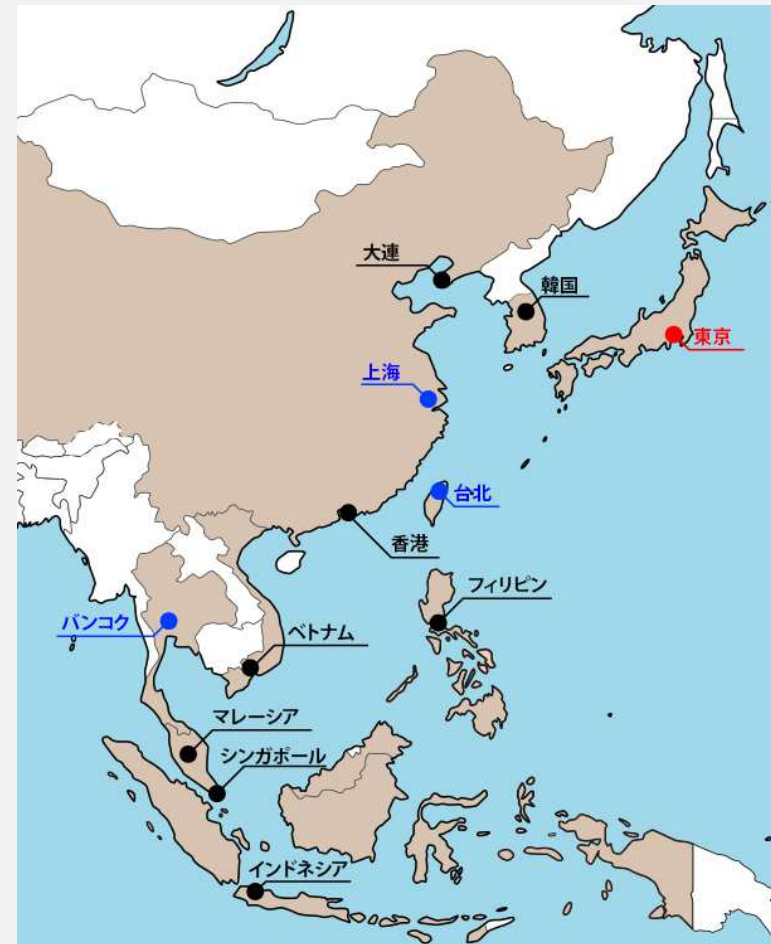 大連
韓国
東京
上海
台北
香港
フィリピン
バンコク
ベトナム
マレーシア
シンガポール
インドネシア